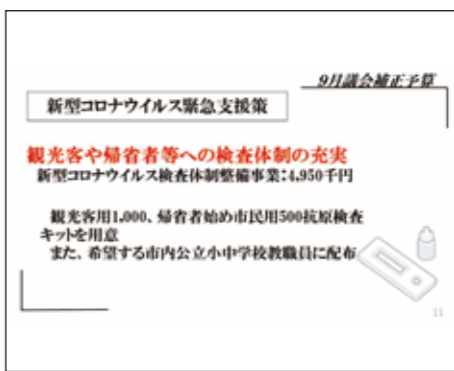 9月議会補正予算
新型コロナウイルス緊急支援策
観光客や帰省者等への検査体制の充実
新型コロナウイルス検査体制整備事業:4,950千円
観光客用1,000、帰省者始め市民用500抗原検査
キットを用意
また、希望する市内公立小中学校教職員に配布
11